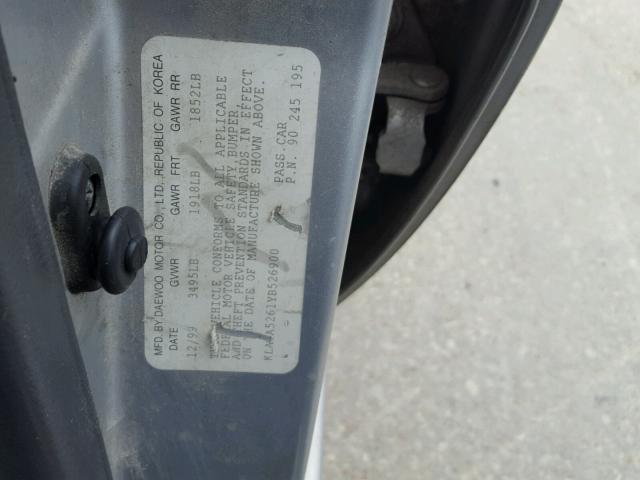 MFD. BY DAEWOO MOTOR CO., LTD., REPUBLIC OF KOREA
DATE GVWR GAWR FRT GAWR RR
12/99 3495LB 1918LB 1852LB
VEHICLE CONFORMS TO ALL APPLICABLE
FEDERAL MOTOR VEHICLE SAFETY, BUMPER,
AND THEFT PREVENTION STANDARDS IN EFFECT
ON THE DATE OF MANUFACTURE SHOWN ABOVE.
PASS.CAR
P.N. 90 245 195